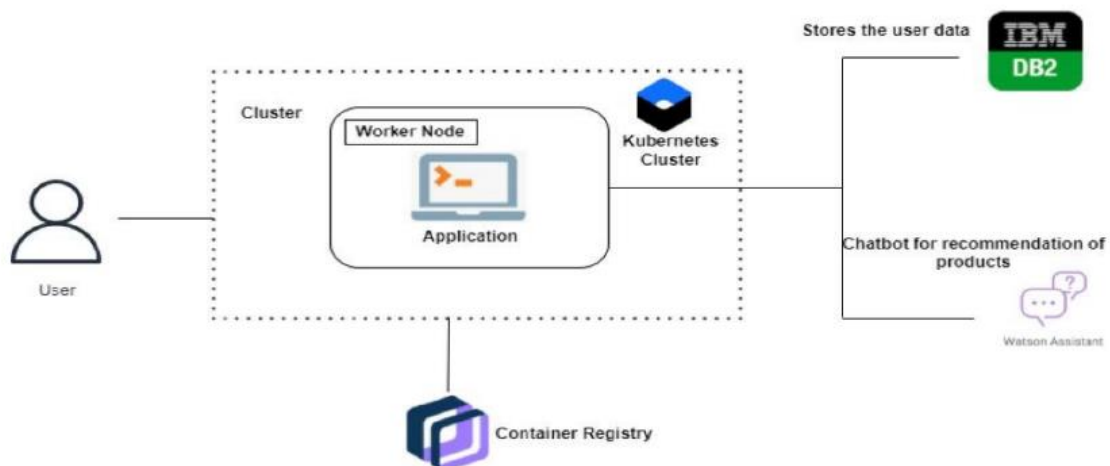 Stores the user data
IBM
DB2
Cluster
Worker Node
Kubernetes
Cluster
Application
User
Chatbot for recommendation of
products
?
Watson Assistant
Container Registry